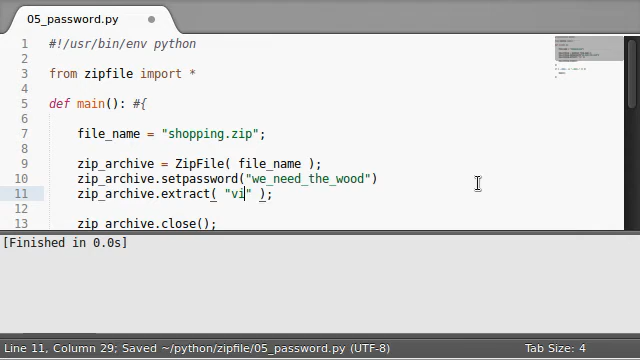 05_password.py
1 #!/usr/bin/env python
2
3 from zipfile import *
4
5 def main(): #{
6
7 file_name = "shopping.zip";
8
9 zip_archive = ZipFile( file_name );
10 zip_archive.setpassword("we_need_the_wood")
11 zip_archive.extract( "vi" );
12
13 zip_archive.close();
[Finished in 0.0s]
Line 11, Column 29; Saved ~/python/zipfile/05_password.py (UTF-8) Tab Size: 4